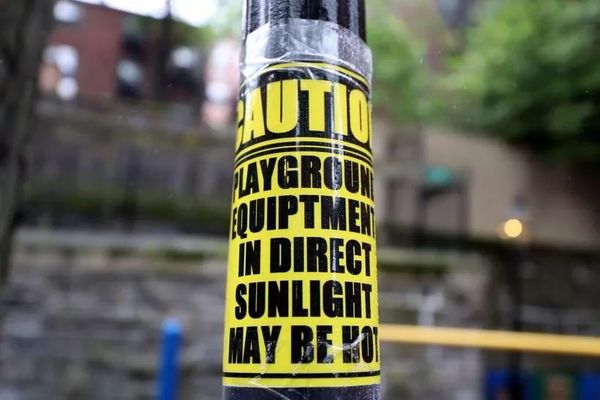 CAUTION
PLAYGROUND
EQUIPTMENT
IN DIRECT
SUNLIGHT
MAY BE HOT